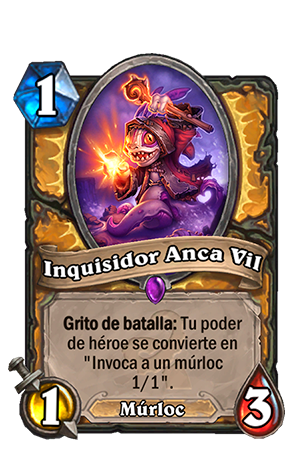 1
Inquisidor Anca Vil
Grito de batalla: Tu poder
de héroe se convierte en
"Invoca a un múrloc
1/1".
1
Múrloc
3